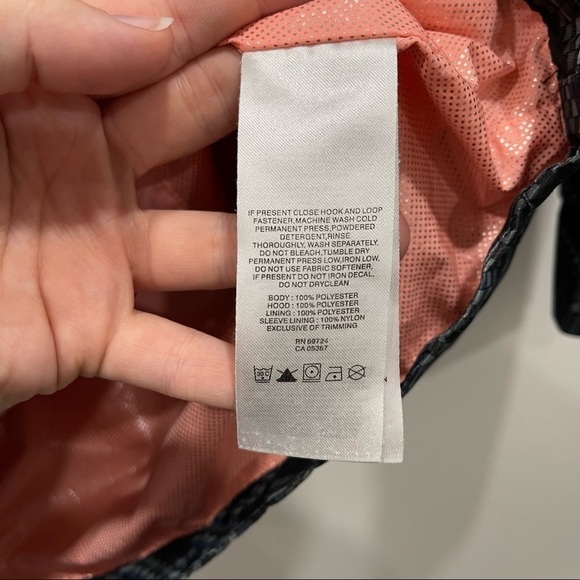 IF PRESENT CLOSE HOOK AND LOOP
FASTENER,MACHINE WASH COLD
PERMANENT PRESS,POWDERED
DETERGENT,RINSE
THOROUGHLY, WASH SEPARATELY,
DO NOT BLEACH,TUMBLE DRY
PERMANENT PRESS LOW,IRON LOW,
DO NOT USE FABRIC SOFTENER,
IF PRESENT DO NOT IRON DECAL,
DO NOT DRYCLEAN
BODY : 100% POLYESTER
HOOD : 100% POLYESTER
LINING : 100% POLYESTER
SLEEVE LINING : 100% NYLON
EXCLUSIVE OF TRIMMING
RN 69724
CA 05367
30 C
N